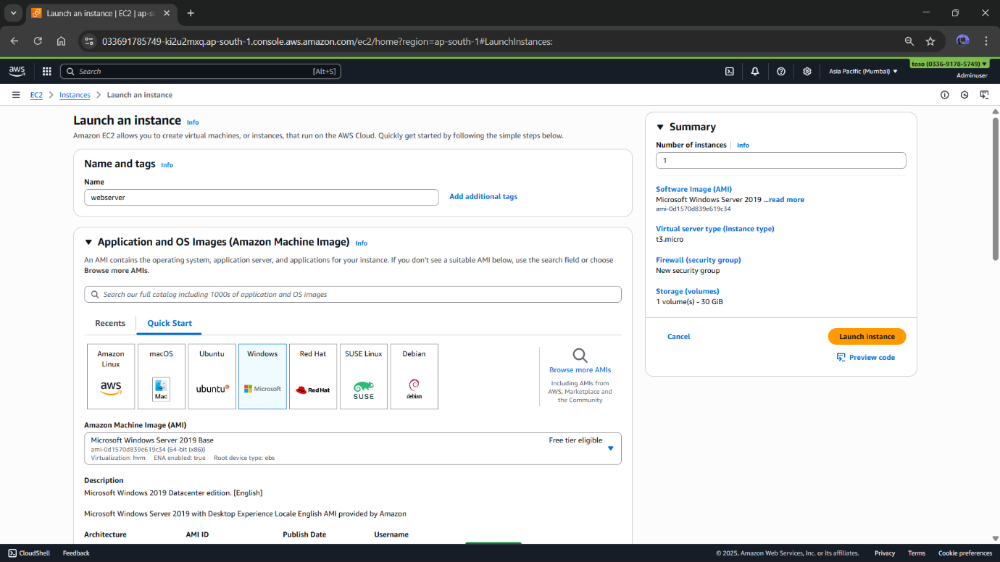 Launch an instance | EC2 | ap-sc
033691785749-ki2u2mxq.ap-south-1.console.aws.amazon.com/ec2/home?region=ap-south-1#LaunchInstances:
aws
Search
[Alt+S]
Asia Pacific (Mumbai)
toso (0336-9178-5749)
Adminuser
EC2
Instances
Launch an instance
Launch an instance Info
Amazon EC2 allows you to create virtual machines, or instances, that run on the AWS Cloud. Quickly get started by following the simple steps below.
Name and tags Info
Name
webserver
Add additional tags
Application and OS Images (Amazon Machine Image) Info
An AMI contains the operating system, application server, and applications for your instance. If you don't see a suitable AMI below, use the search field or choose
Browse more AMIs.
Search our full catalog including 1000s of application and OS images
Recents
Quick Start
Amazon
Linux
aws
macOS
Mac
Ubuntu
ubuntu
Windows
Microsoft
Red Hat
Red Hat
SUSE Linux
SUSE
Debian
debian
Browse more AMIs
Including AMIs from
AWS, Marketplace and
the Community
Amazon Machine Image (AMI)
Microsoft Windows Server 2019 Base
Free tier eligible
ami-0d1570d839e619c34 (64-bit (x86))
Virtualization: hvm ENA enabled: true Root device type: ebs
Description
Microsoft Windows 2019 Datacenter edition. [English]
Microsoft Windows Server 2019 with Desktop Experience Locale English AMI provided by Amazon
Architecture
AMI ID
Publish Date
Username
Summary
Number of instances Info
1
Software Image (AMI)
Microsoft Windows Server 2019 ...read more
ami-0d1570d839e619c34
Virtual server type (instance type)
t3.micro
Firewall (security group)
New security group
Storage (volumes)
1 volume(s) - 30 GiB
Cancel
Launch instance
Preview code
CloudShell
Feedback
© 2025, Amazon Web Services, Inc. or its affiliates.
Privacy
Terms
Cookie preferences